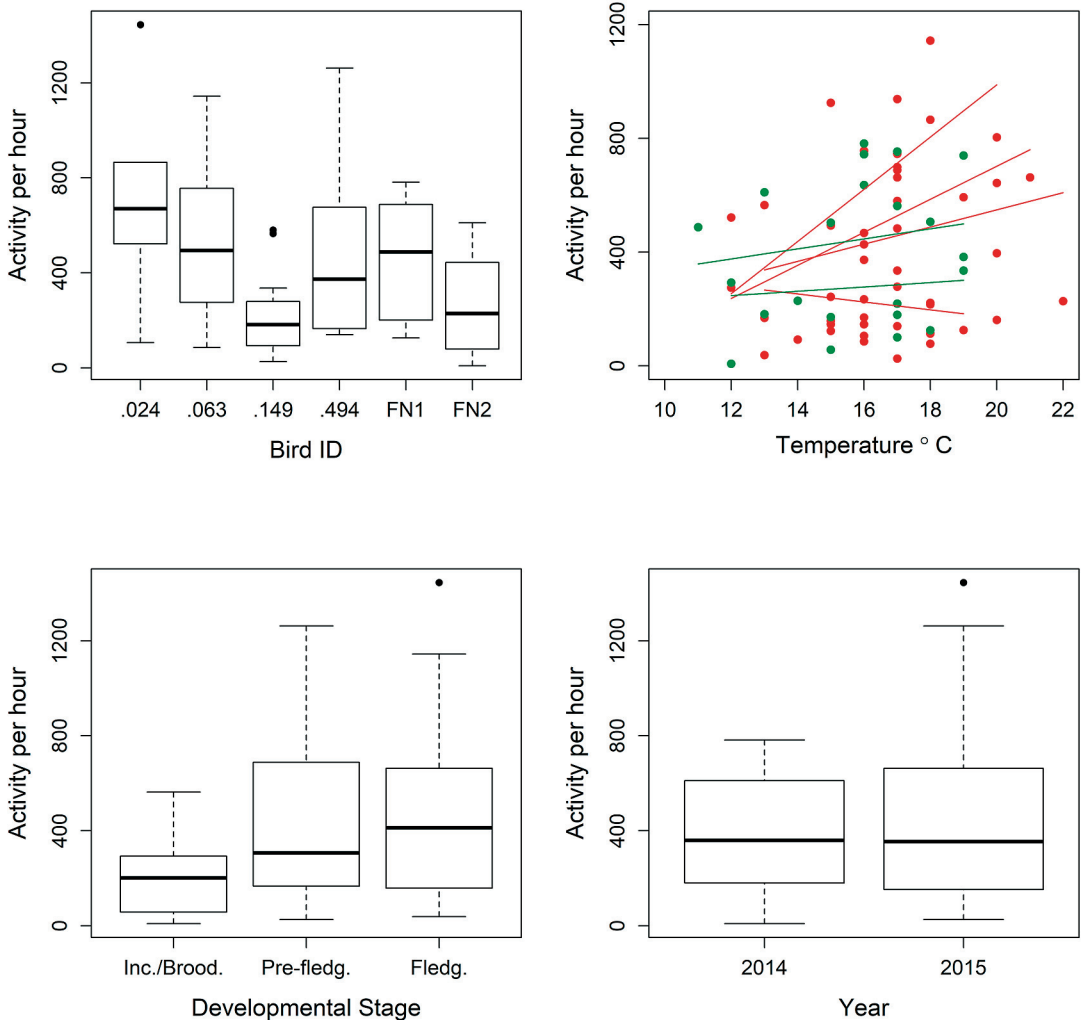 Activity per hour
0 400 800 1200
.024 .063 .149 .494 FN1 FN2
Bird ID
Activity per hour
0 400 800 1200
10 12 14 16 18 20 22
Temperature ° C
Activity per hour
0 400 800 1200
Inc./Brood. Pre-fledg. Fledg.
Developmental Stage
Activity per hour
0 400 800 1200
2014 2015
Year